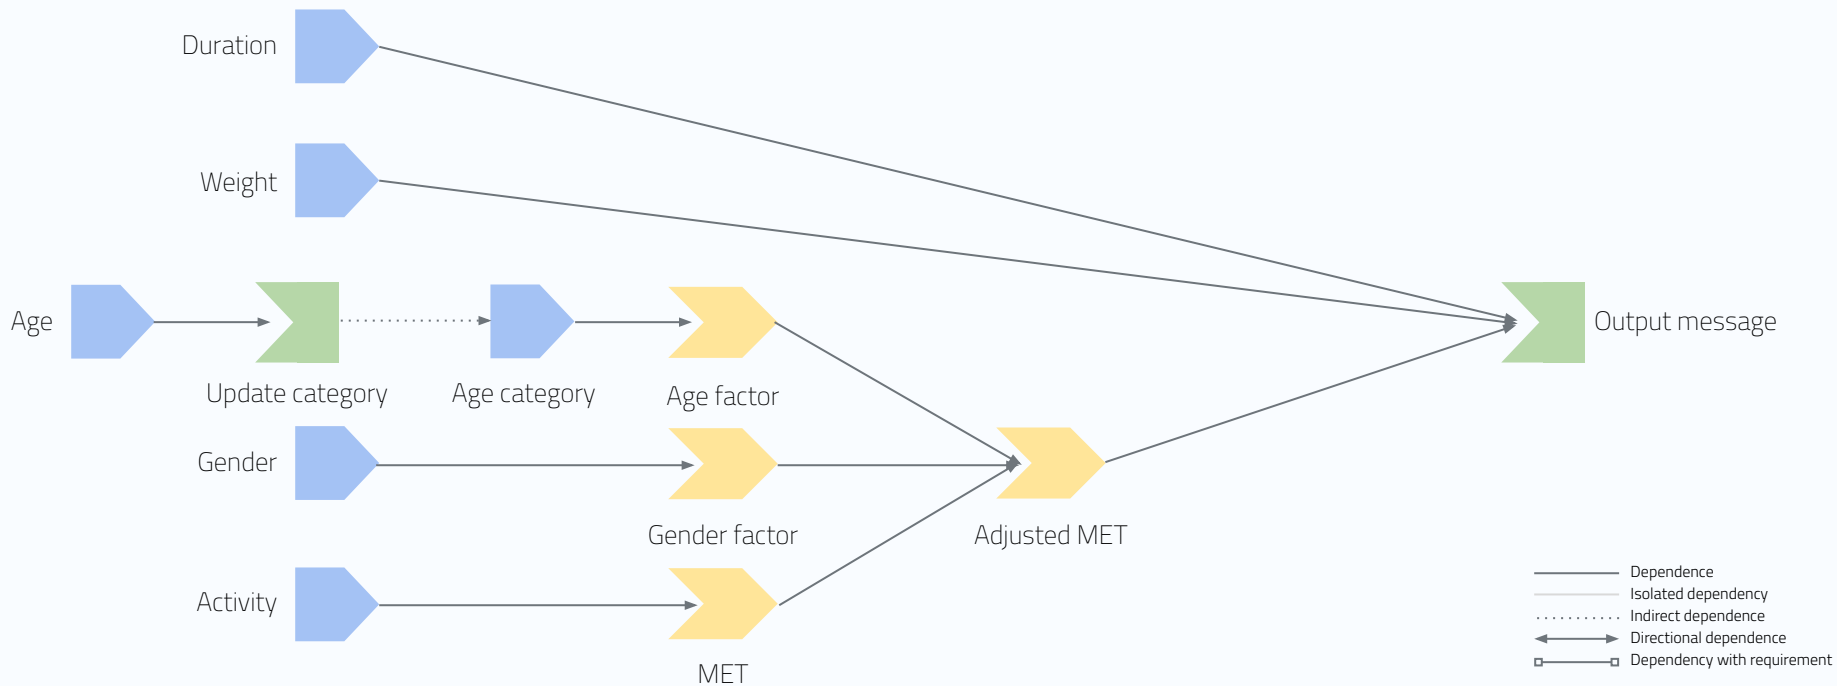 Duration
Weight
Age
Output message
Update category
Age category
Age factor
Gender
Gender factor
Adjusted MET
Activity
MET
Dependence
Isolated dependency
Indirect dependence
Directional dependence
Dependency with requirement